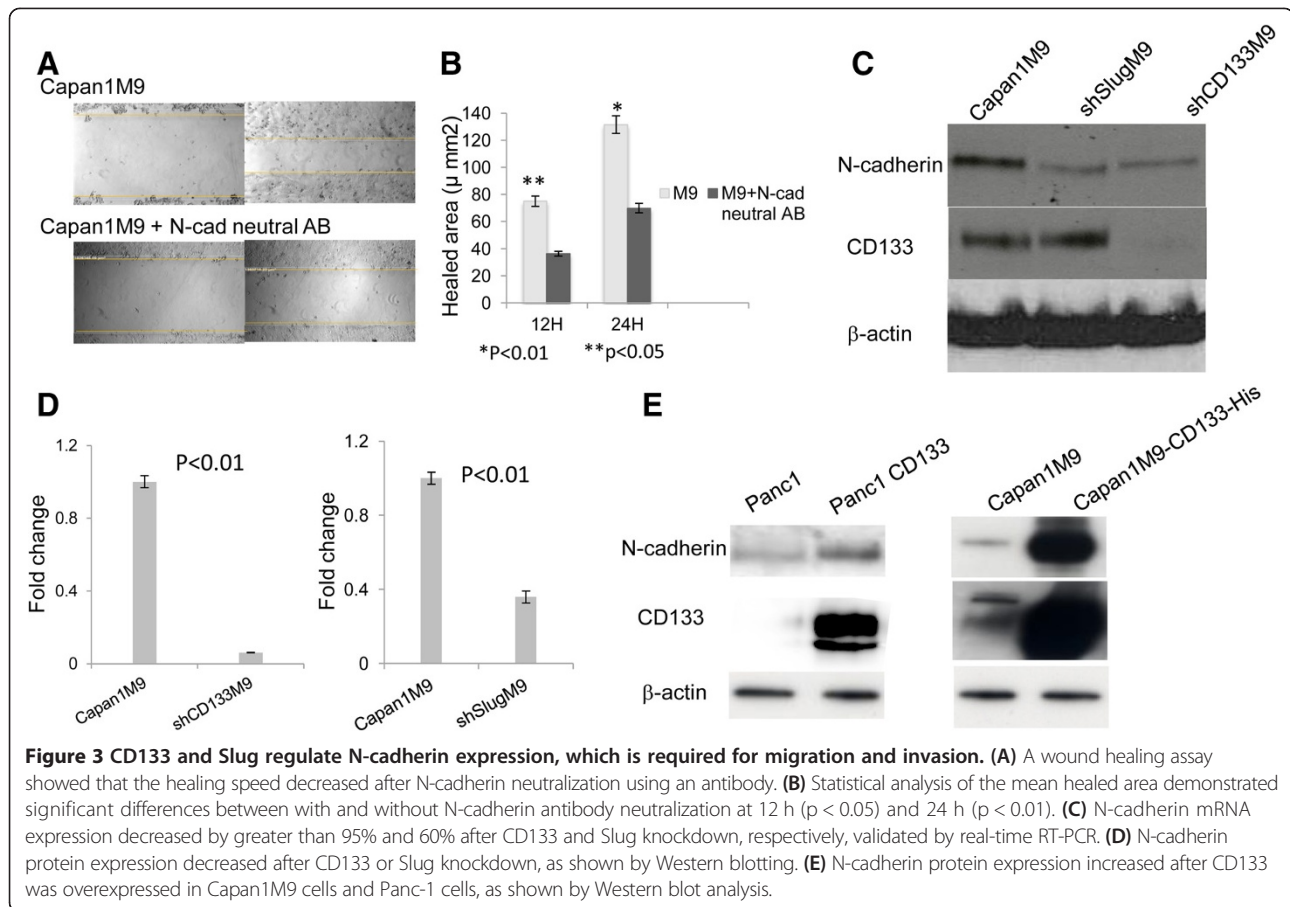 A
Capan1M9
Capan1M9 + N-cad neutral AB
B
Healed area (μ mm2)
140
120
100
80
60
40
20
0
**
*
M9
M9+N-cad
neutral AB
12H
24H
*P<0.01
**p<0.05
C
Capan1M9
shSlugM9
shCD133M9
N-cadherin
CD133
β-actin
D
Fold change
1.2
0.8
0.4
0
P<0.01
Capan1M9
shCD133M9
Fold change
1.2
0.8
0.4
0
P<0.01
Capan1M9
shSlugM9
E
Panc1
Panc1 CD133
Capan1M9
Capan1M9-CD133-His
N-cadherin
CD133
β-actin
Figure 3 CD133 and Slug regulate N-cadherin expression, which is required for migration and invasion. (A) A wound healing assay
showed that the healing speed decreased after N-cadherin neutralization using an antibody. (B) Statistical analysis of the mean healed area demonstrated
significant differences between with and without N-cadherin antibody neutralization at 12 h (p < 0.05) and 24 h (p < 0.01). (C) N-cadherin mRNA
expression decreased by greater than 95% and 60% after CD133 and Slug knockdown, respectively, validated by real-time RT-PCR. (D) N-cadherin
protein expression decreased after CD133 or Slug knockdown, as shown by Western blotting. (E) N-cadherin protein expression increased after CD133
was overexpressed in Capan1M9 cells and Panc-1 cells, as shown by Western blot analysis.